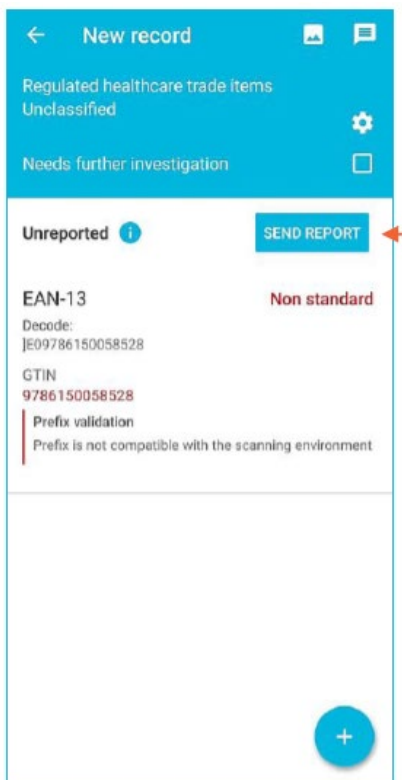 New record
Regulated healthcare trade items
Unclassified
Needs further investigation
Unreported
SEND REPORT
EAN-13
Non standard
Decode:
]E09786150058528
GTIN
9786150058528
Prefix validation
Prefix is not compatible with the scanning environment